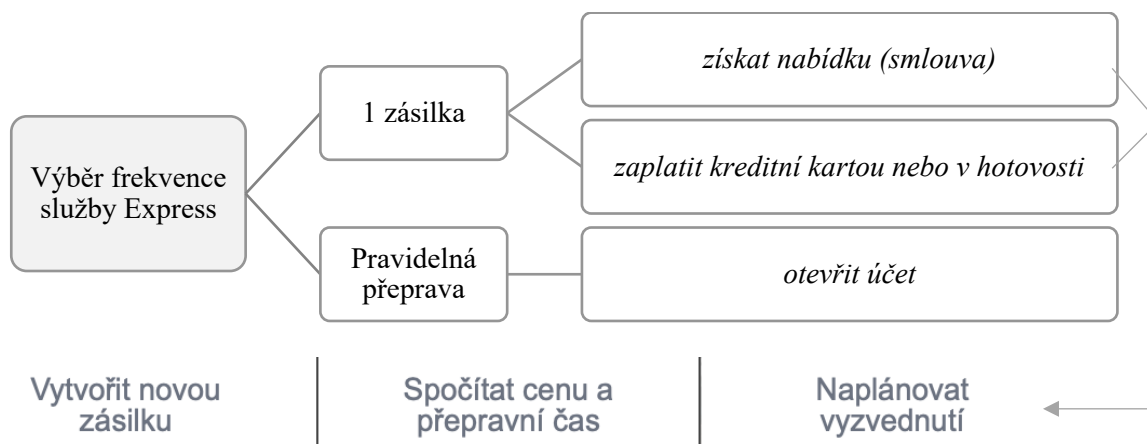 získat nabídku (smlouva)
1 zásilka
zaplatit kreditní kartou nebo v hotovosti
Výběr frekvence
služby Express
Pravidelná
přeprava
otevřit účet
Vytvořit novou
zásilku
Spočítat cenu a
přepravní čas
Naplánovat
vyzvednutí